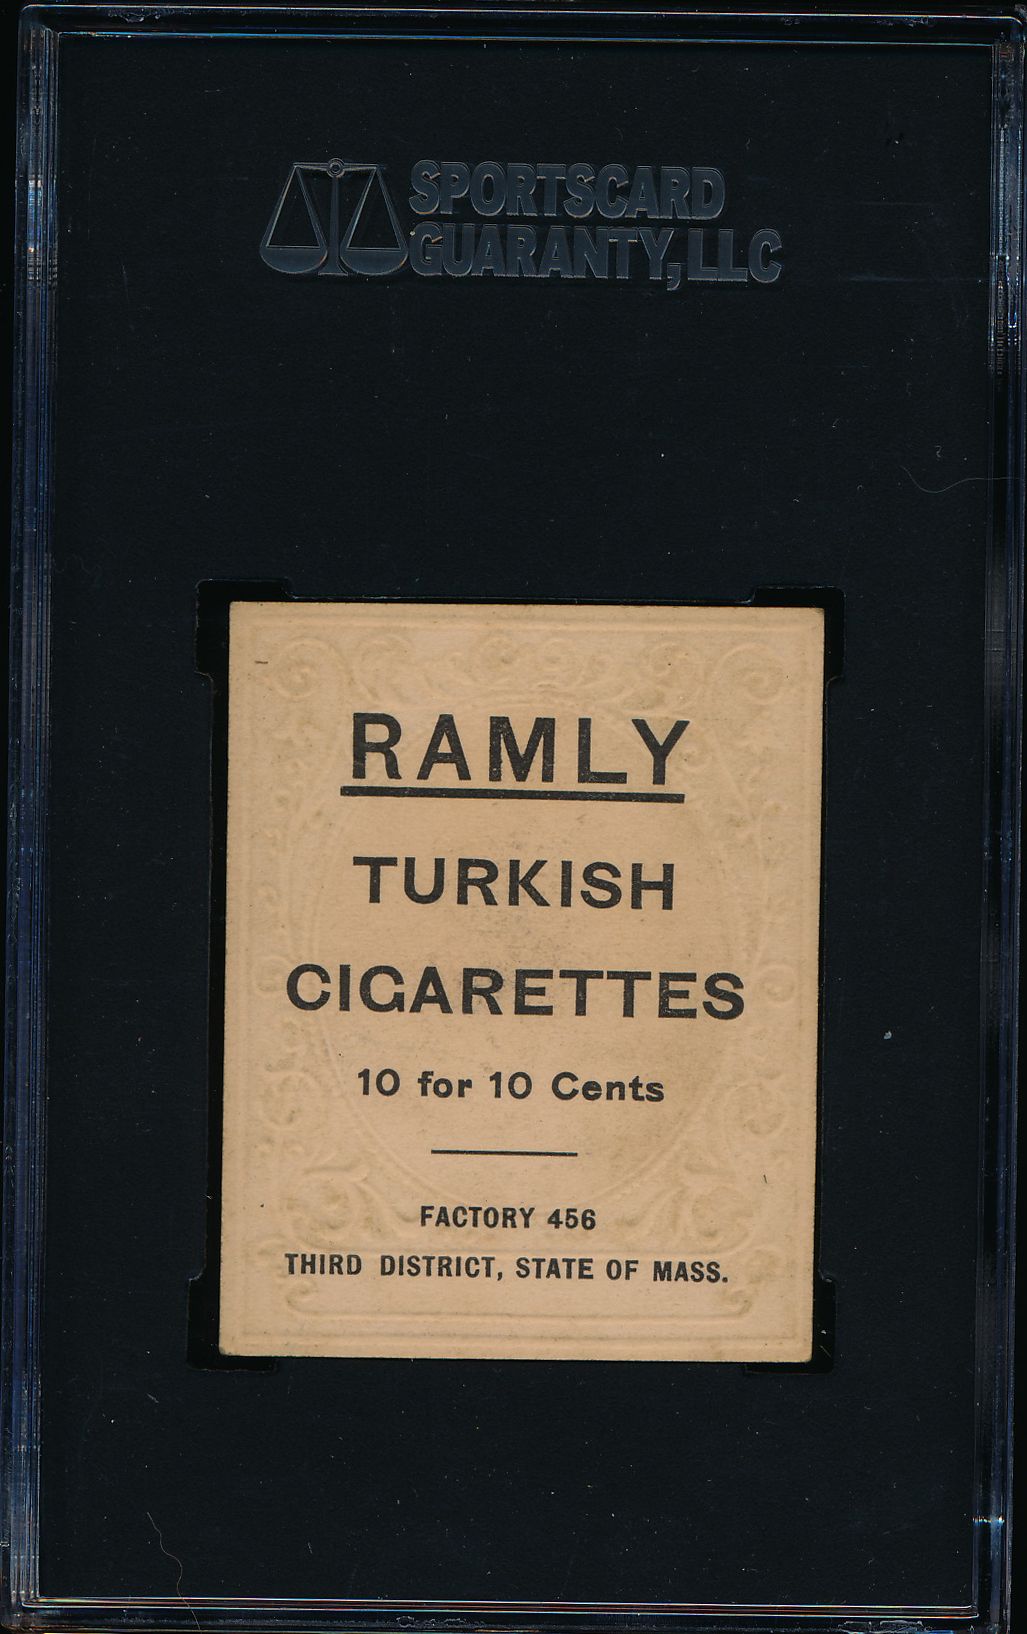 SPORTSCARD
GUARANTY, LLC
RAMLY
TURKISH
CIGARETTES
10 for 10 Cents
FACTORY 456
THIRD DISTRICT, STATE OF MASS.